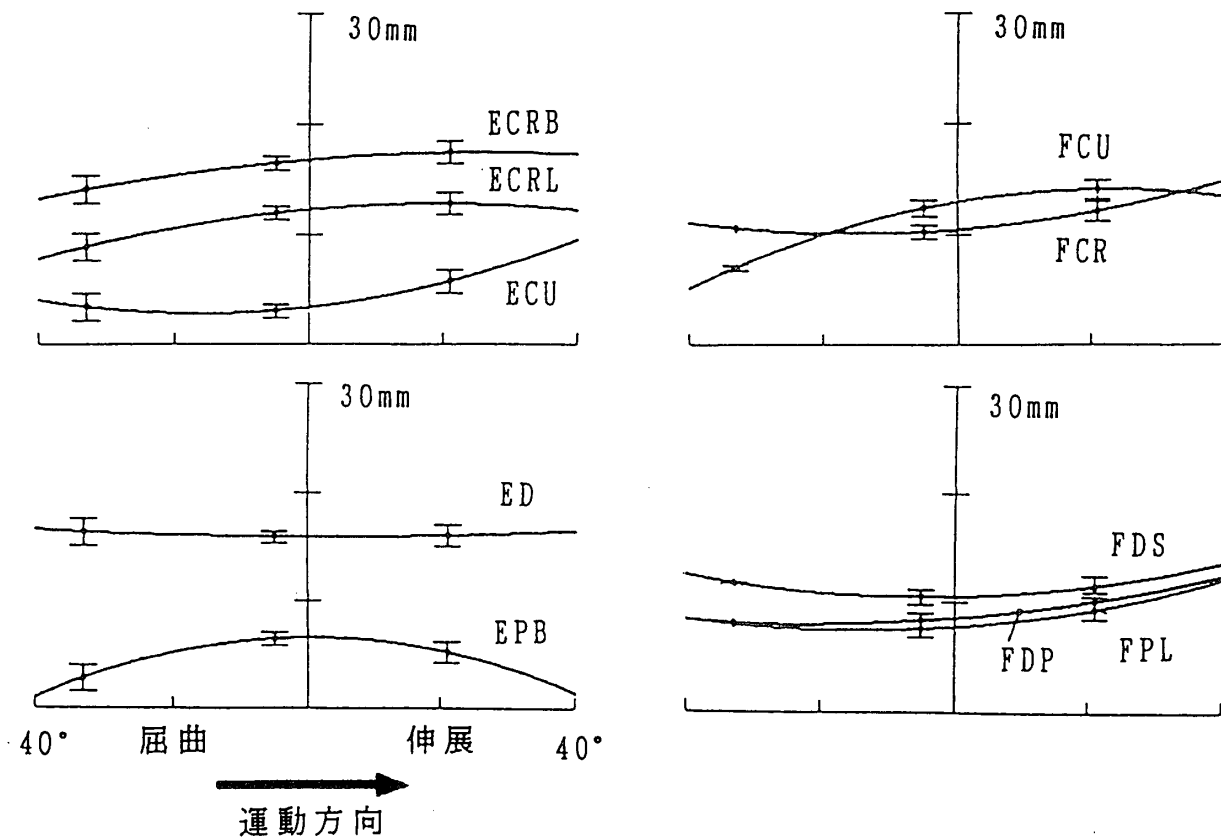 30mm
ECRB
ECRL
ECU
30mm
FCU
FCR
30mm
ED
EPB
40° 屈曲 伸展 40°
運動方向
30mm
FDS
FDP
FPL